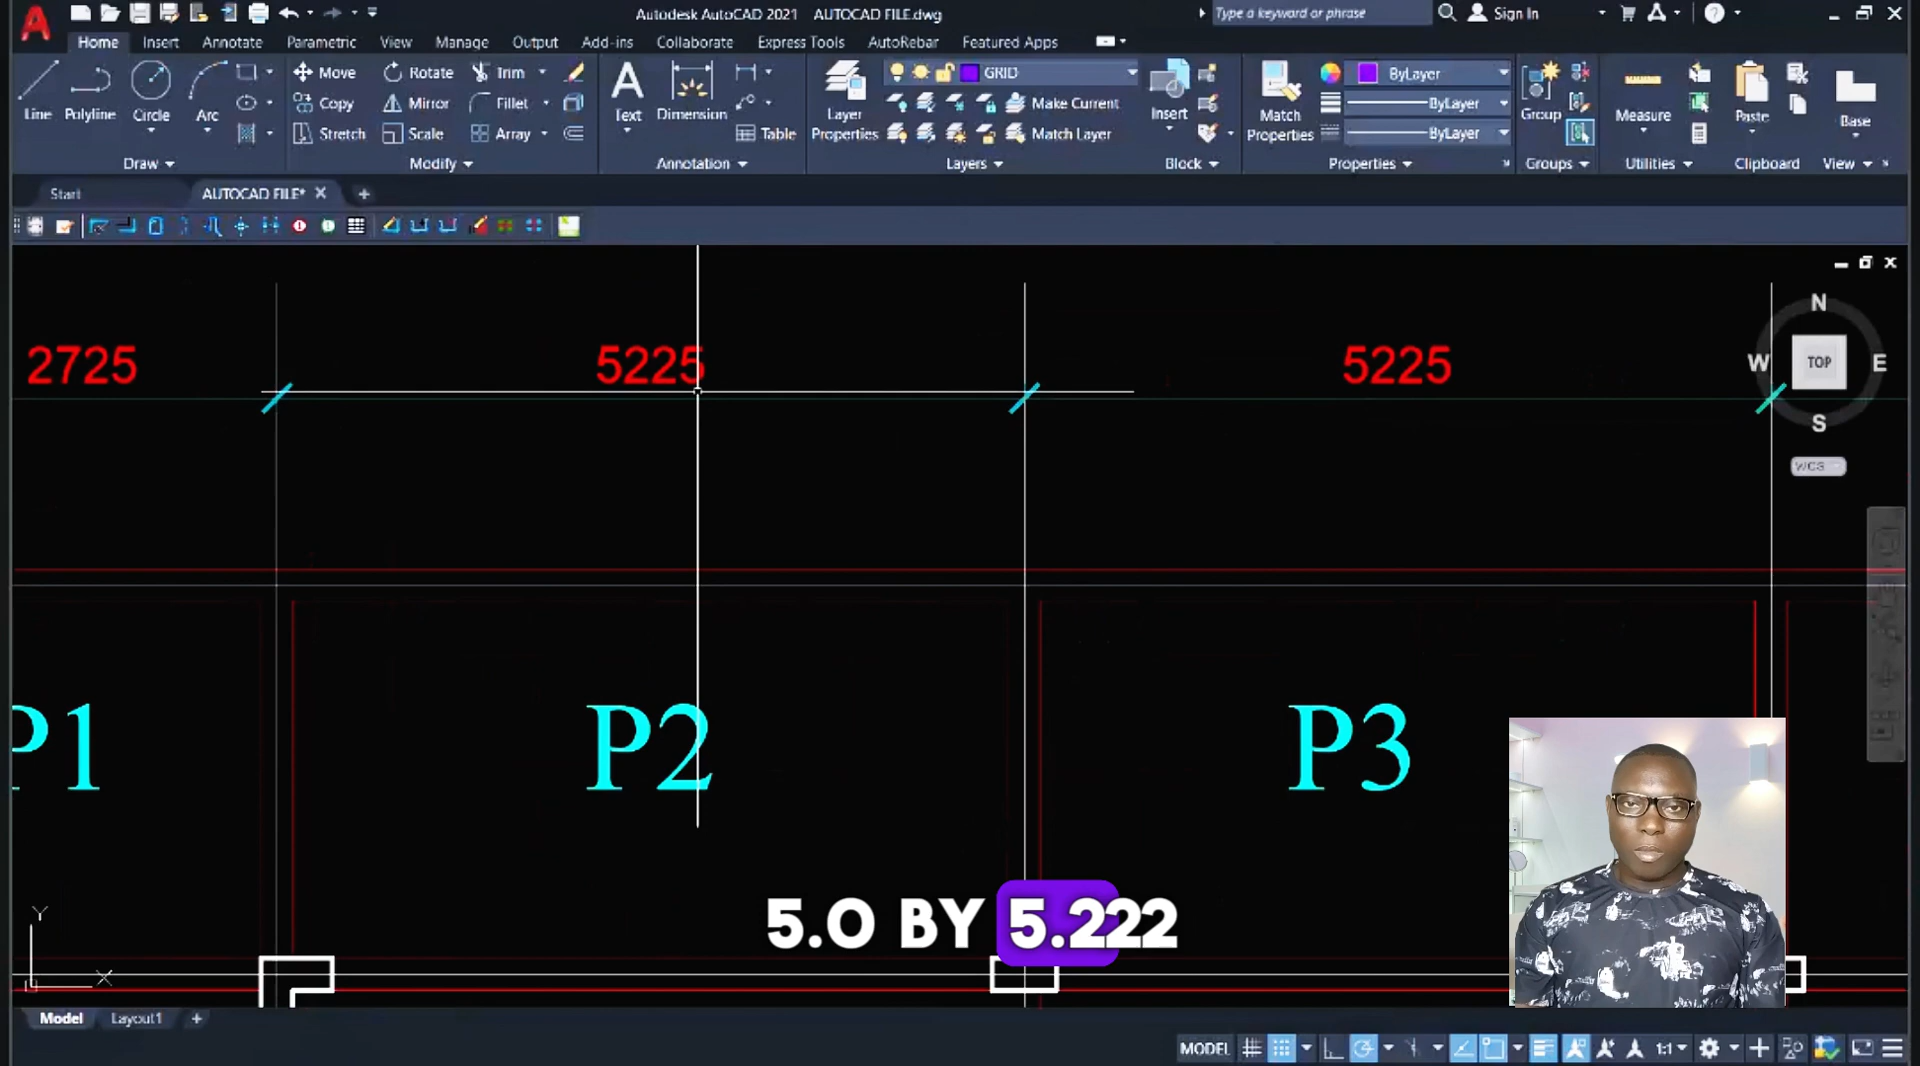 Autodesk AutoCAD 2021 AUTOCAD FILE.dwg
Type a keyword or phrase
Sign In
Home Insert Annotate Parametric View Manage Output Add-ins Collaborate Express Tools AutoRebar Featured Apps
Line Polyline Circle Arc
Move Rotate Trim
Copy Mirror Fillet
Stretch Scale Array
Text Dimension Table
Layer Properties
GRID
Make Current
Match Layer
Insert
Match Properties
ByLayer
ByLayer
ByLayer
Group Measure Paste Base
Draw Modify Annotation Layers Block Properties Groups Utilities Clipboard View
Start AUTOCAD FILE*
N
W TOP E
S
WCS
2725 5225 5225
P1 P2 P3
5.0 BY 5.222
Y
X
Model Layout1
MODEL 1:1